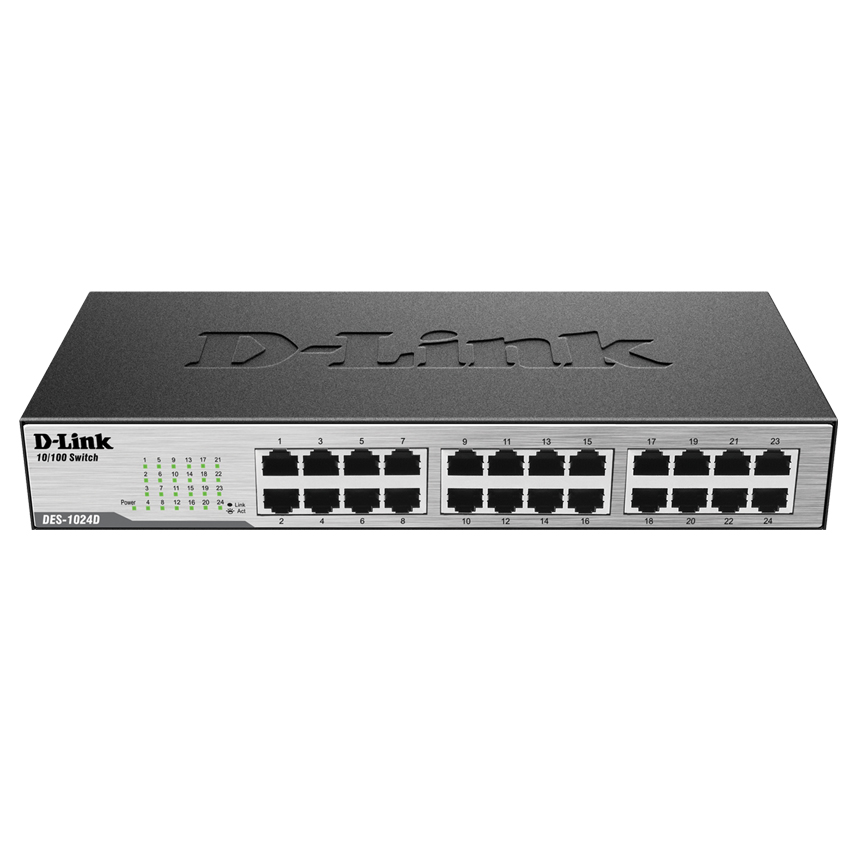 D-Link
D-Link
10/100 Switch
1 5 9 13 17 21
2 6 10 14 18 22
3 7 11 15 19 23
Power 4 8 12 16 20 24
Link
Act
DES-1024D
1 3 5 7
2 4 6 8
9 11 13 15
10 12 14 16
17 19 21 23
18 20 22 24